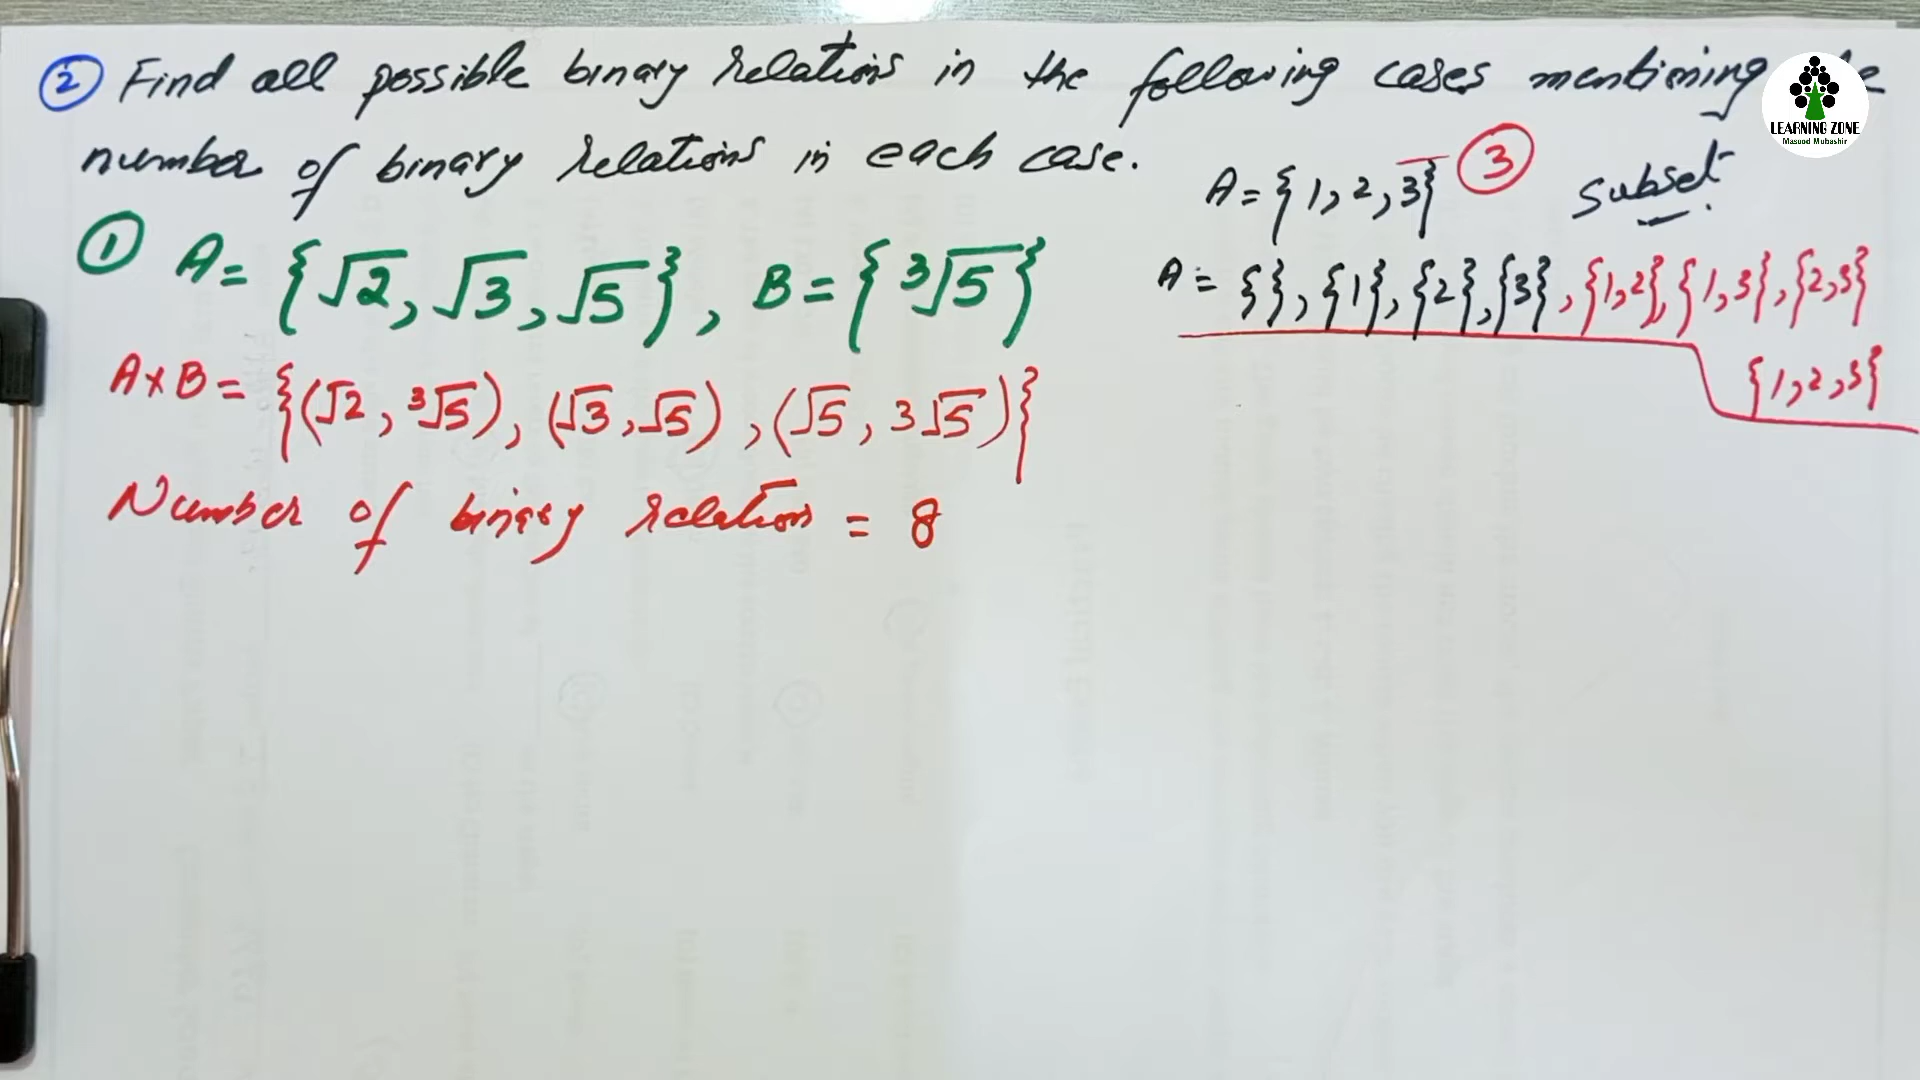 ② Find all possible binary relations in the following cases mentioning
number of binary relations in each case.
LEARNING ZONE
Masood Mubashir
A = {1, 2, 3} ③ Subset
① A = {√2, √3, √5}, B = {³√5}
A = {}, {1}, {2}, {3}, {1,2}, {1,3}, {2,3}
{1, 2, 3}
A × B = {(√2, ³√5), (√3, √5), (√5, 3√5)}
Number of binary relation = 8